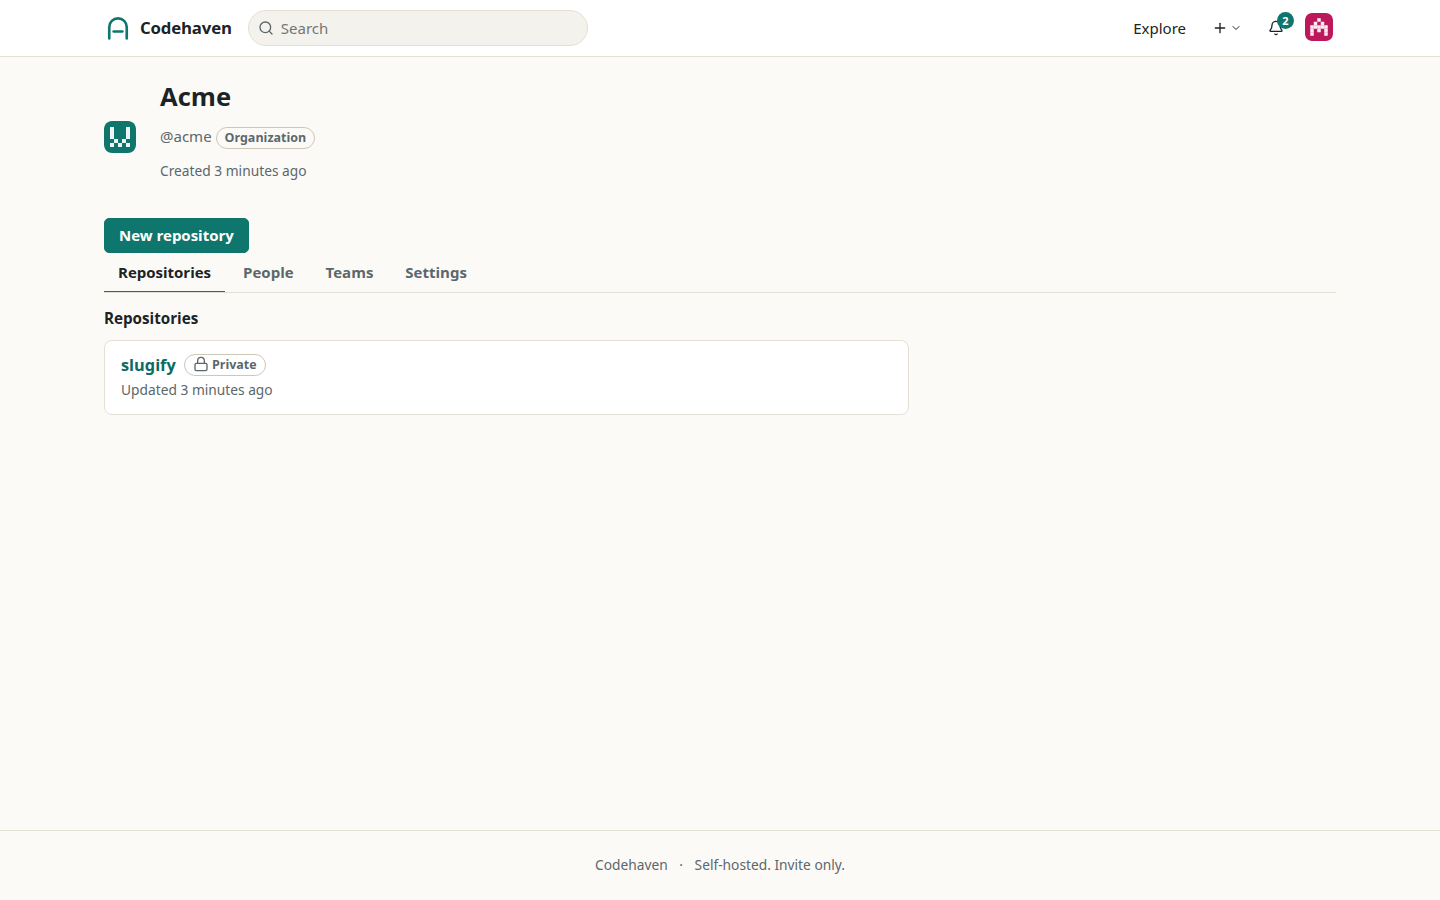 Codehaven
Search
Explore
2
Acme
@acme Organization
Created 3 minutes ago
New repository
Repositories People Teams Settings
Repositories
slugify Private
Updated 3 minutes ago
Codehaven · Self-hosted. Invite only.